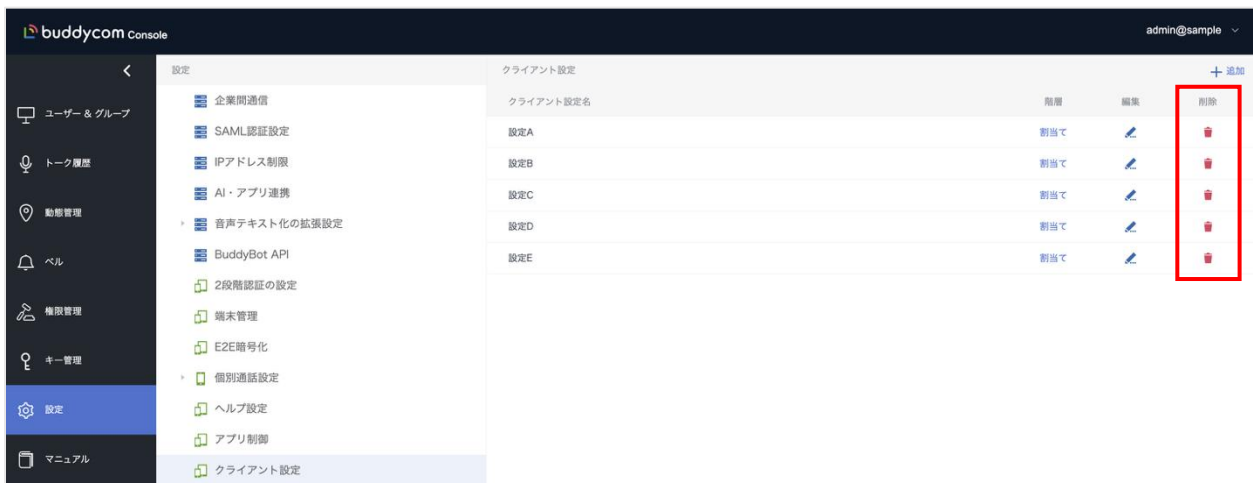 buddycom Console
admin@sample
ユーザー & グループ
トーク履歴
動態管理
ベル
権限管理
キー管理
設定
マニュアル
設定
企業間通信
SAML認証設定
IPアドレス制限
AI・アプリ連携
音声テキスト化の拡張設定
BuddyBot API
2段階認証の設定
端末管理
E2E暗号化
個別通話設定
ヘルプ設定
アプリ制御
クライアント設定
クライアント設定 + 追加
クライアント設定名 階層 編集 削除
設定A 割当て
設定B 割当て
設定C 割当て
設定D 割当て
設定E 割当て